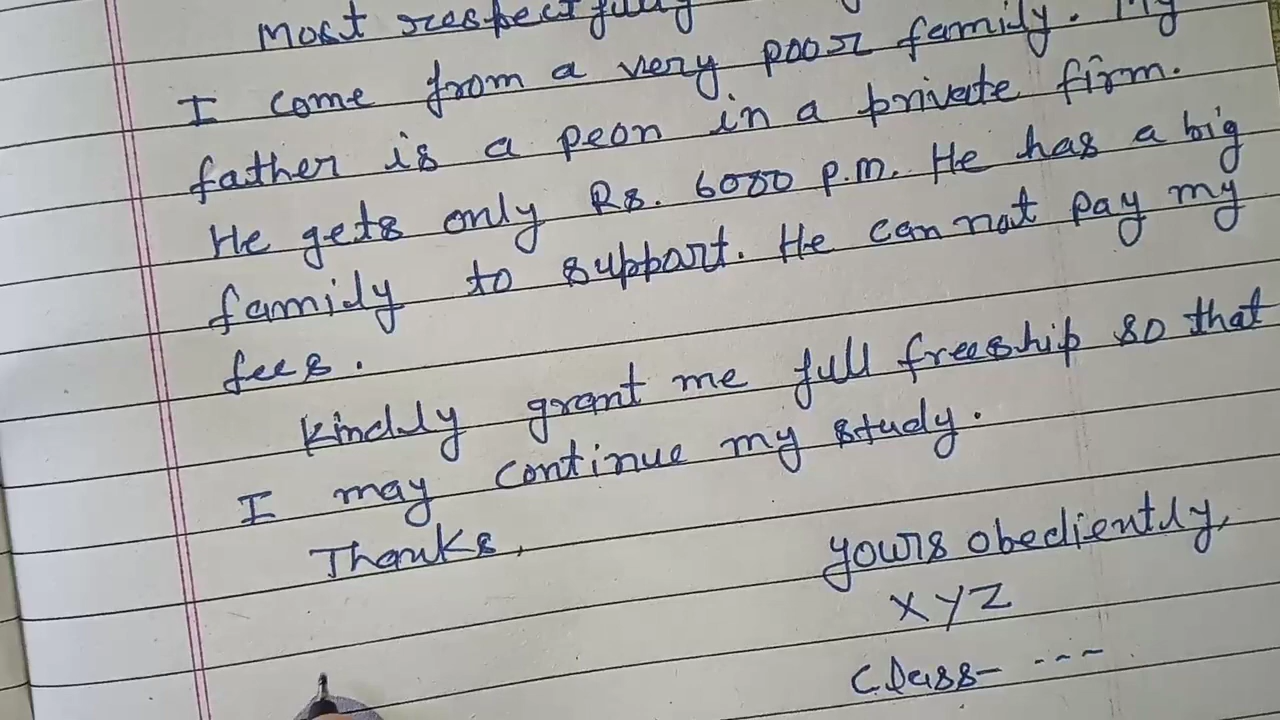 Most respectfully
I come from a very poor family. My
father is a peon in a private firm.
He gets only Rs. 6000 p.m. He has a big
family to support. He can not pay my
fees.
Kindly grant me full freeship so that
I may continue my study.
Thanks,
yours obediently,
XYZ
Class- ---